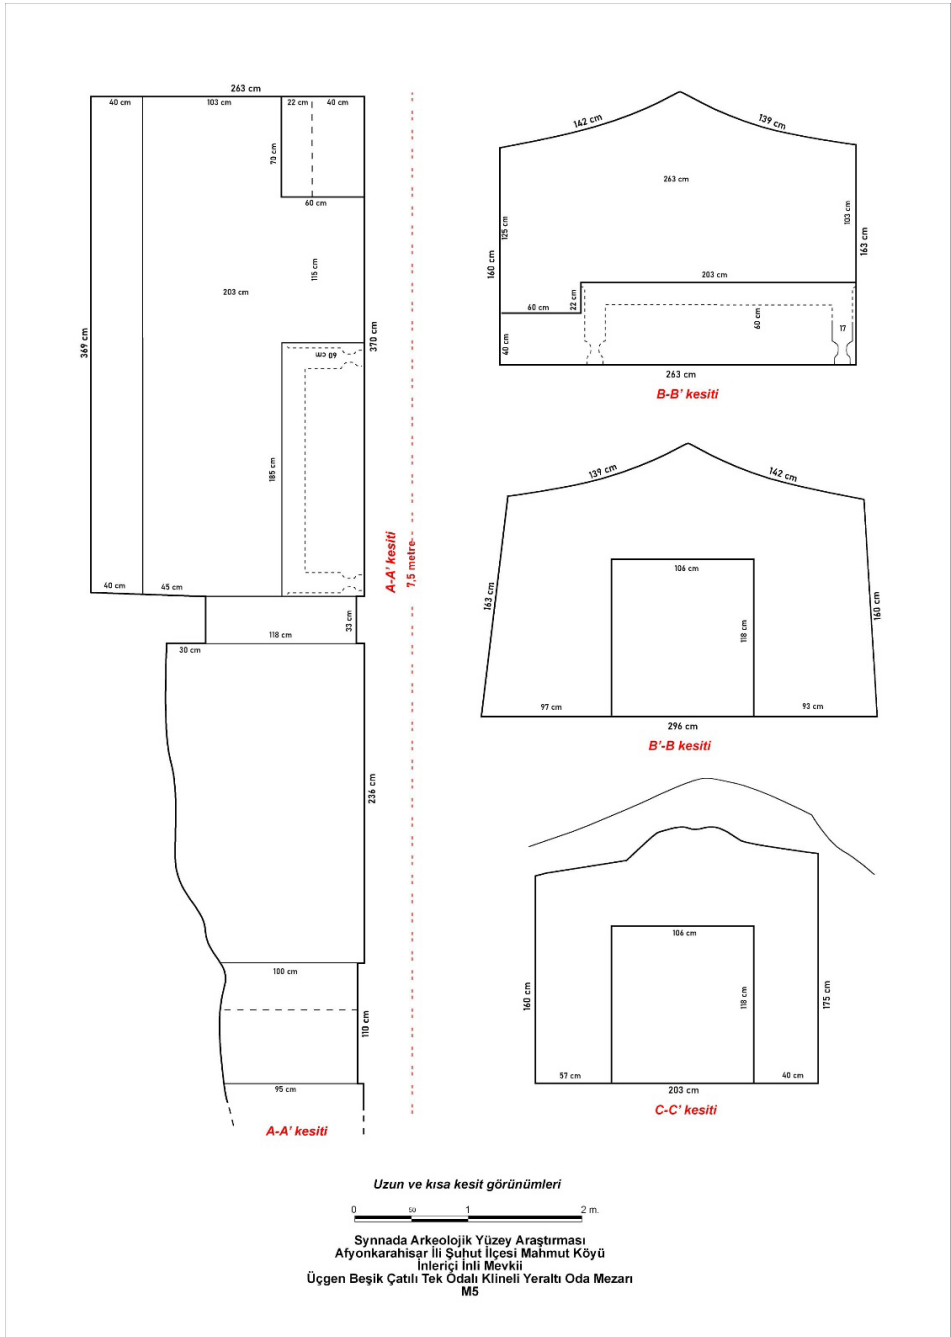 263 cm
40 cm
103 cm
22 cm
40 cm
70 cm
60 cm
115 cm
203 cm
369 cm
370 cm
60 cm
185 cm
40 cm
45 cm
33 cm
118 cm
30 cm
236 cm
100 cm
110 cm
95 cm
A-A' kesiti
A-A' kesiti
7,5 metre
142 cm
139 cm
263 cm
125 cm
103 cm
160 cm
163 cm
203 cm
22 cm
60 cm
60 cm
17
40 cm
263 cm
B-B' kesiti
139 cm
142 cm
106 cm
163 cm
160 cm
118 cm
97 cm
93 cm
296 cm
B'-B kesiti
106 cm
160 cm
118 cm
175 cm
57 cm
40 cm
203 cm
C-C' kesiti
Uzun ve kısa kesit görünümleri
0 50 1 2 m.
Synnada Arkeolojik Yüzey Araştırması
Afyonkarahisar İli Şuhut İlçesi Mahmut Köyü
İnleriçi İnli Mevkii
Üçgen Beşik Çatılı Tek Odalı Klineli Yeraltı Oda Mezarı
M5